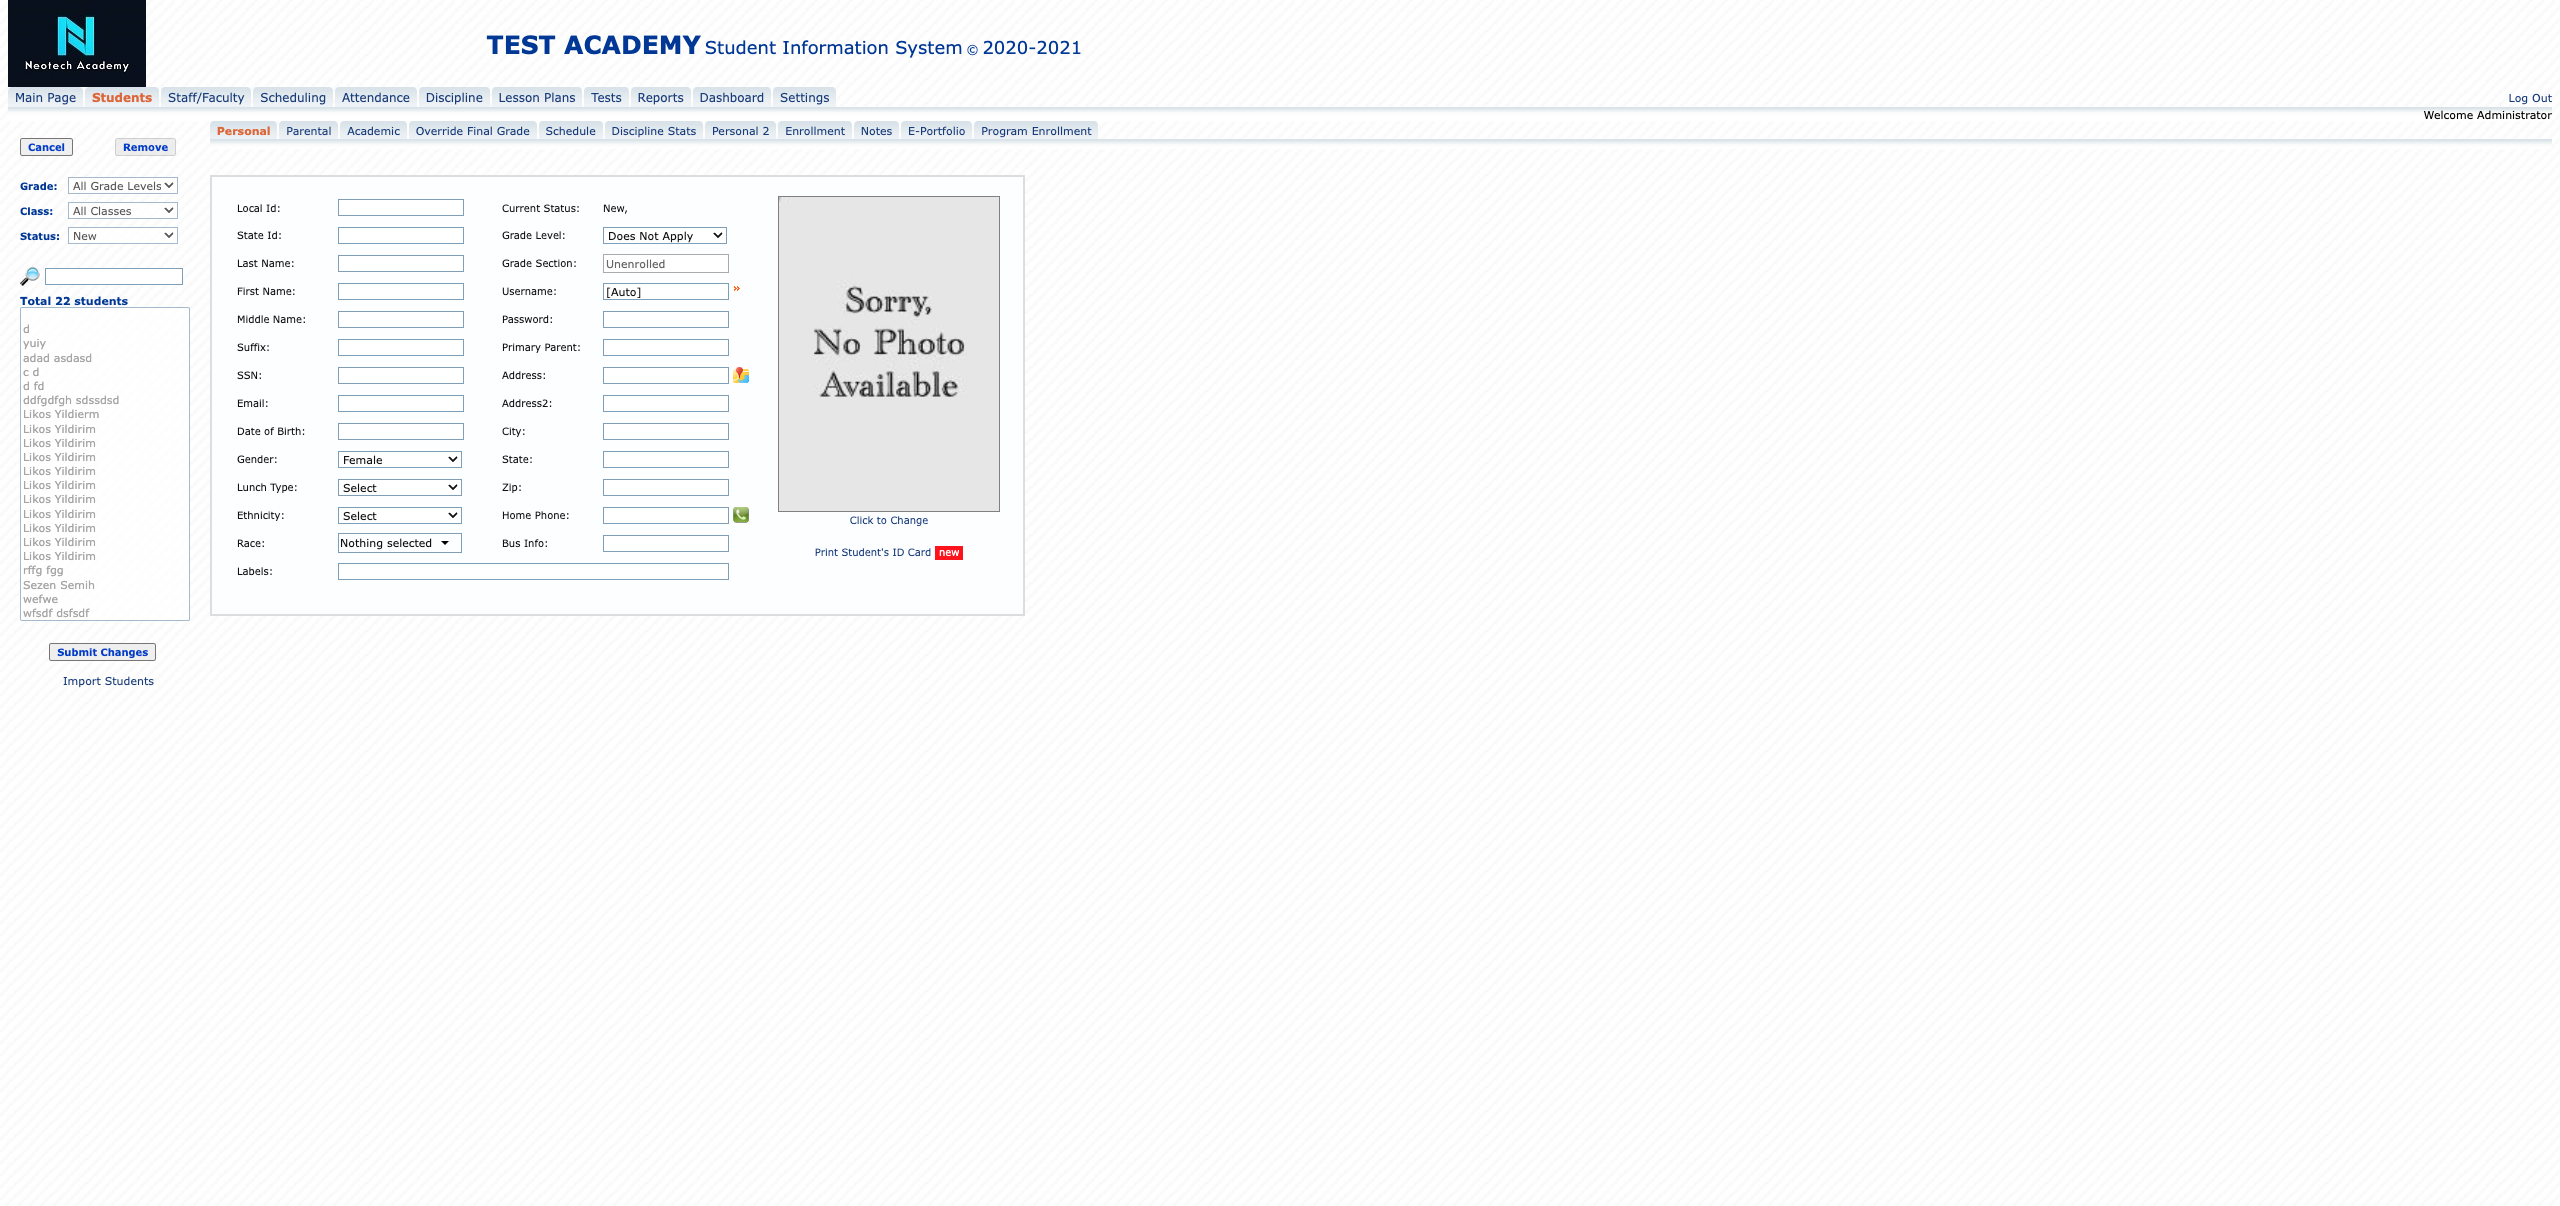 N
Neotech Academy
TEST ACADEMY Student Information System © 2020-2021
Main Page Students Staff/Faculty Scheduling Attendance Discipline Lesson Plans Tests Reports Dashboard Settings
Log Out
Welcome Administrator
Personal Parental Academic Override Final Grade Schedule Discipline Stats Personal 2 Enrollment Notes E-Portfolio Program Enrollment
Cancel Remove
Grade: All Grade Levels
Class: All Classes
Status: New
Total 22 students
d
yuiy
adad asdasd
c d
d fd
ddfgdfgh sdssdsd
Likos Yildierm
Likos Yildirim
Likos Yildirim
Likos Yildirim
Likos Yildirim
Likos Yildirim
Likos Yildirim
Likos Yildirim
Likos Yildirim
Likos Yildirim
Likos Yildirim
rffg fgg
Sezen Semih
wefwe
wfsdf dsfsdf
Submit Changes
Import Students
Local Id:
State Id:
Last Name:
First Name:
Middle Name:
Suffix:
SSN:
Email:
Date of Birth:
Gender: Female
Lunch Type: Select
Ethnicity: Select
Race: Nothing selected
Labels:
Current Status: New,
Grade Level: Does Not Apply
Grade Section: Unenrolled
Username: [Auto] »
Password:
Primary Parent:
Address:
Address2:
City:
State:
Zip:
Home Phone:
Bus Info:
Sorry,
No Photo
Available
Click to Change
Print Student's ID Card new